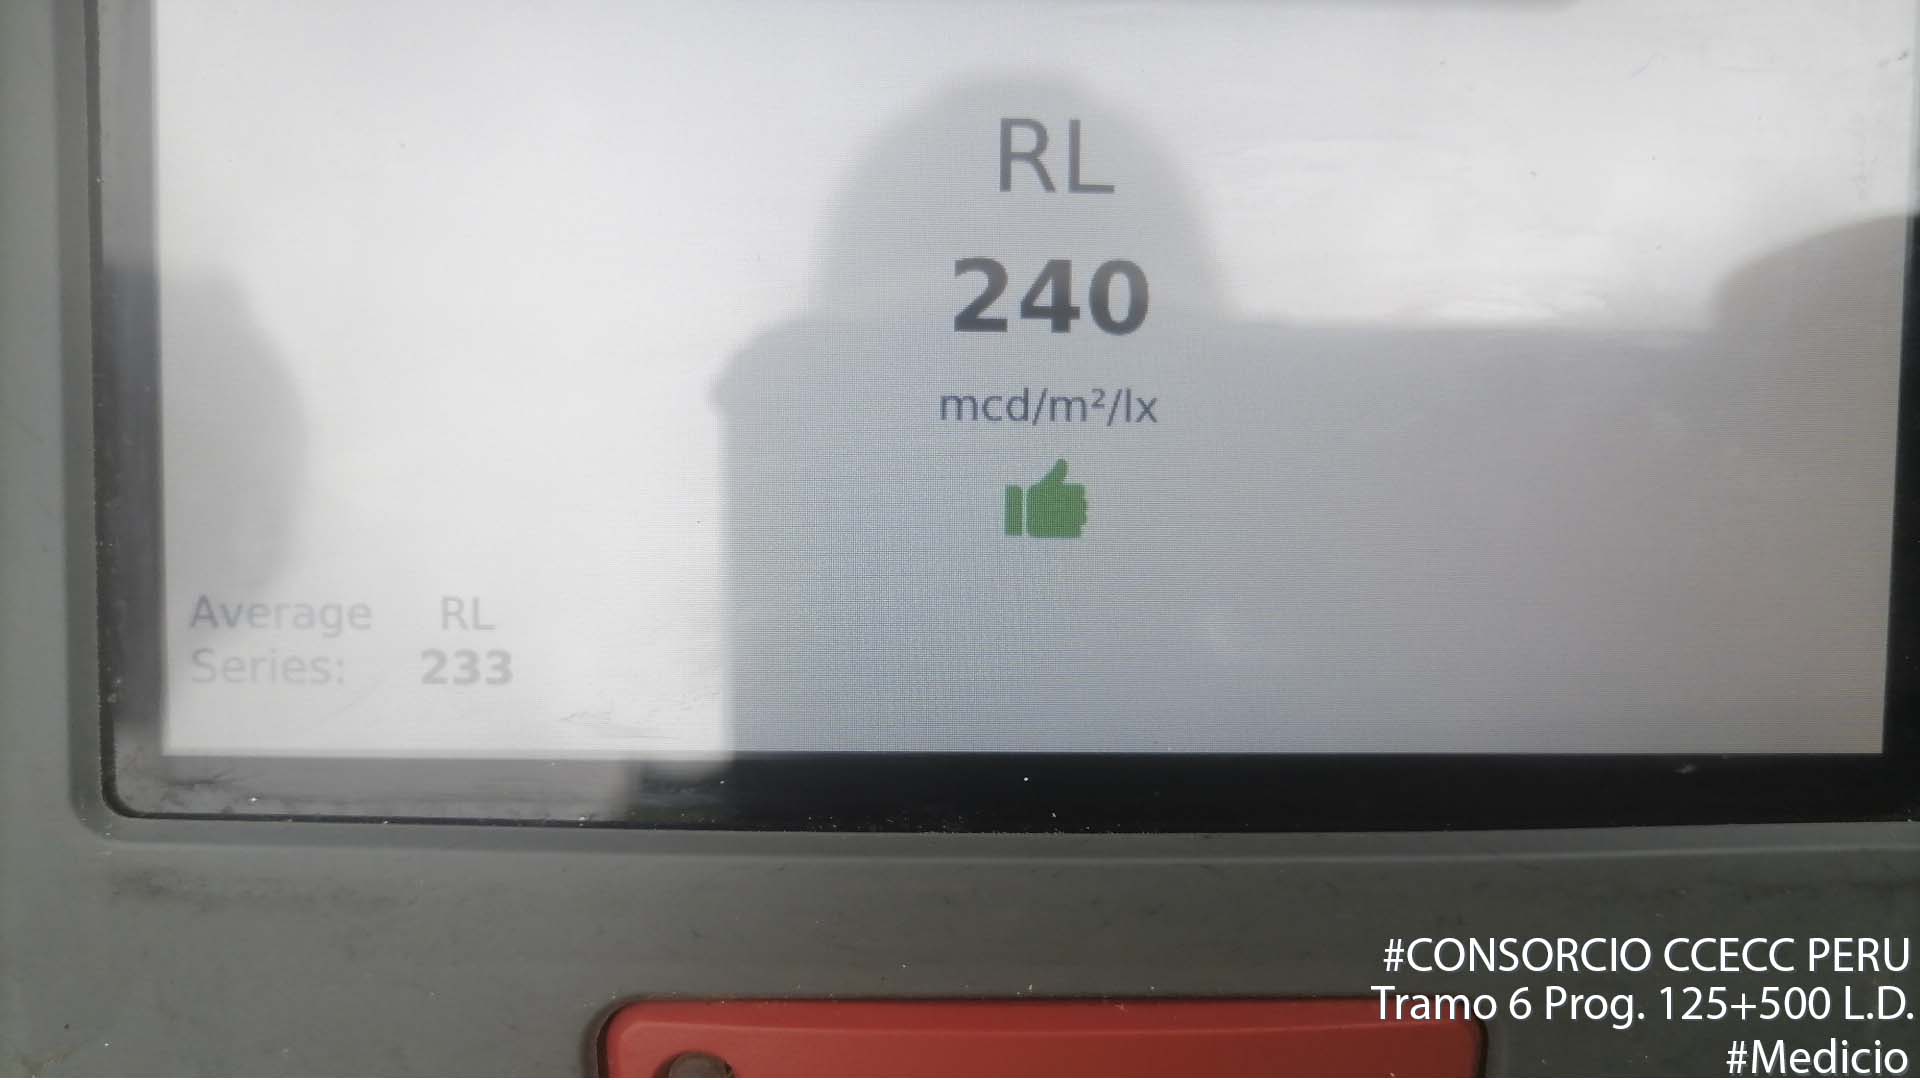 RL
240
mcd/m²/lx
Average RL
Series: 233
#CONSORCIO CCECC PERU
Tramo 6 Prog. 125+500 L.D.
#Medicio